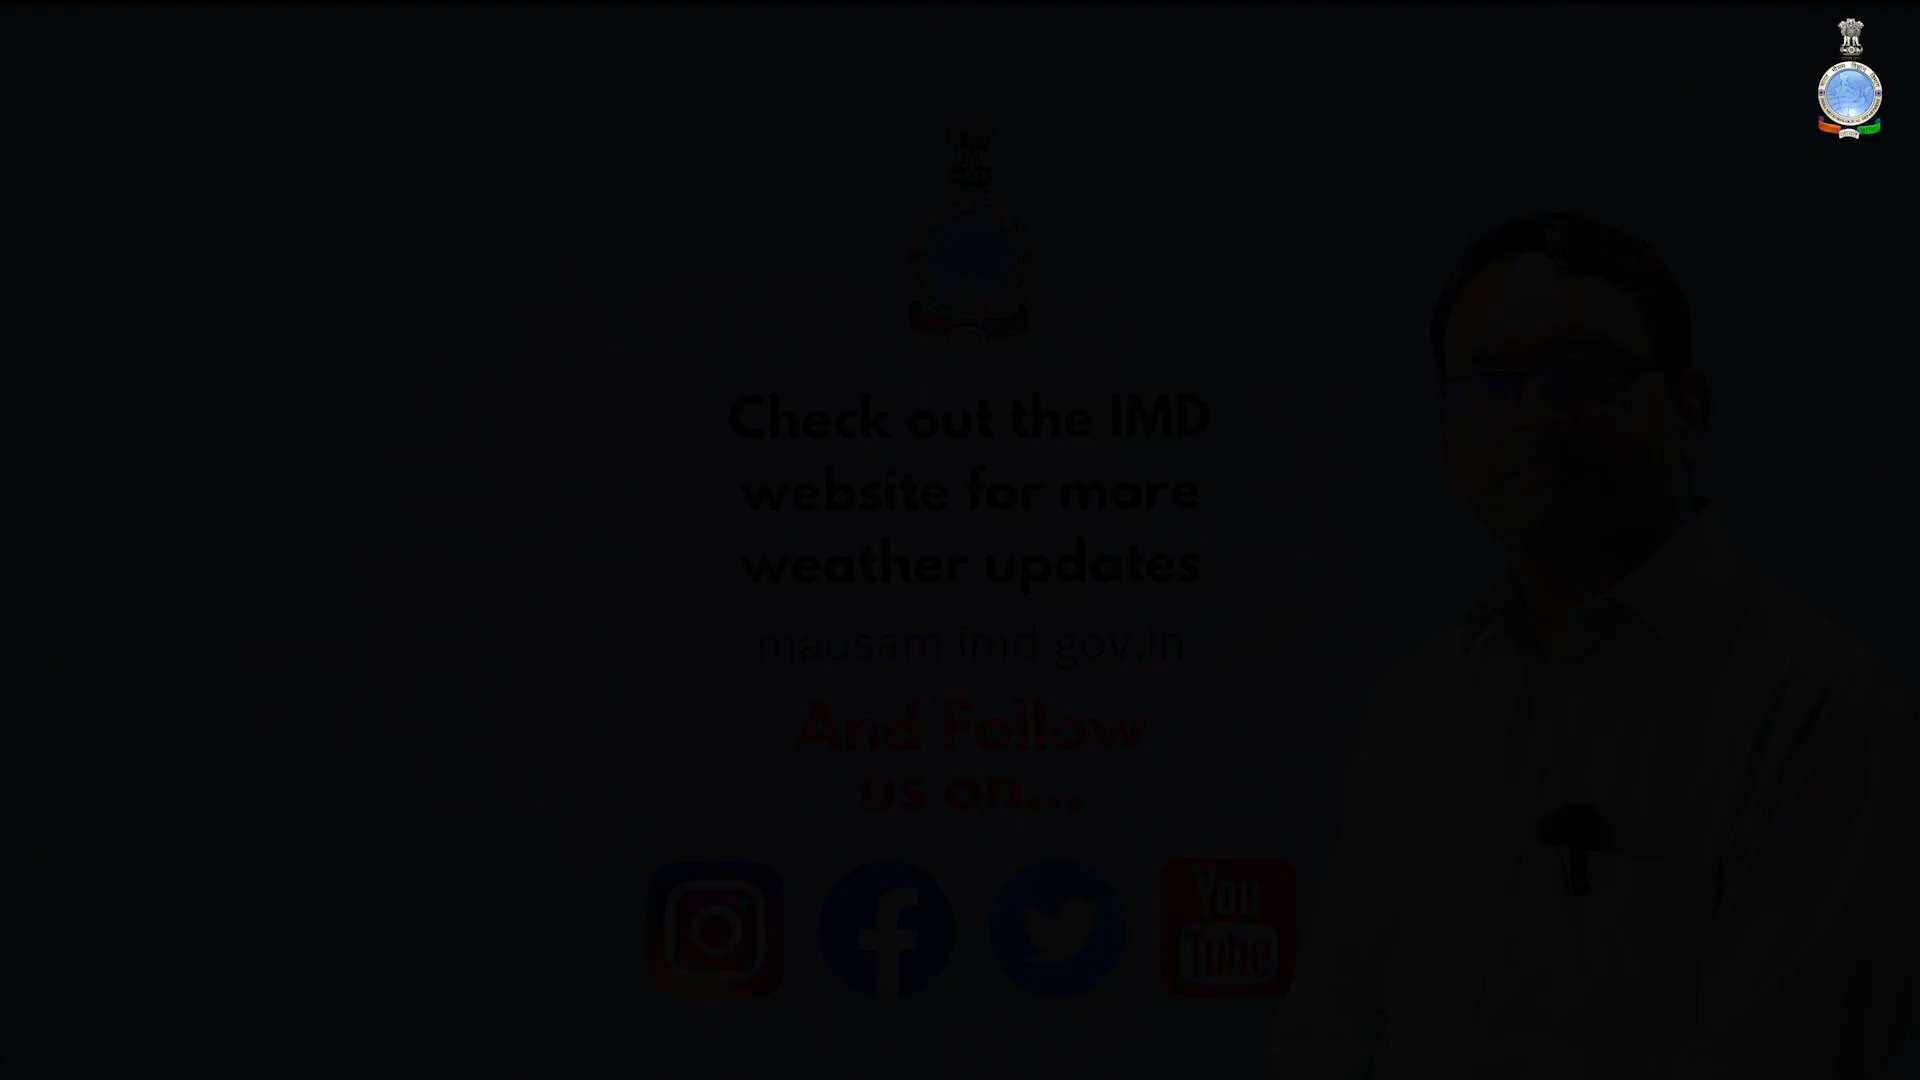 Check out the IMD
website for more
weather updates
mausam.imd.gov.in
And Follow
us on...
You
Tube